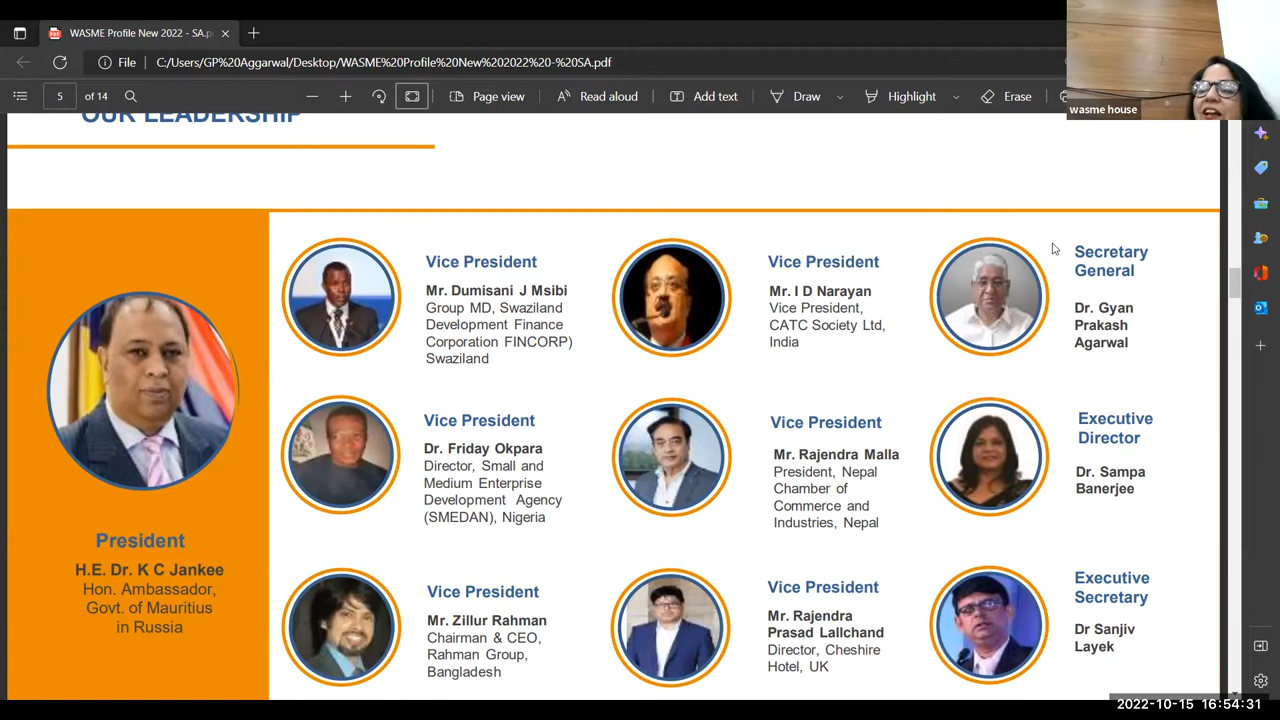 WASME Profile New 2022 - SA.p
File
C:/Users/GP%20Aggarwal/Desktop/WASME%20Profile%20New%202022%20-%20SA.pdf
5 of 14
Page view
Read aloud
Add text
Draw
Highlight
Erase
wasme house
OUR LEADERSHIP
President
H.E. Dr. K C Jankee
Hon. Ambassador,
Govt. of Mauritius
in Russia
Vice President
Mr. Dumisani J Msibi
Group MD, Swaziland
Development Finance
Corporation FINCORP)
Swaziland
Vice President
Mr. I D Narayan
Vice President,
CATC Society Ltd,
India
Secretary
General
Dr. Gyan
Prakash
Agarwal
Vice President
Dr. Friday Okpara
Director, Small and
Medium Enterprise
Development Agency
(SMEDAN), Nigeria
Vice President
Mr. Rajendra Malla
President, Nepal
Chamber of
Commerce and
Industries, Nepal
Executive
Director
Dr. Sampa
Banerjee
Vice President
Mr. Zillur Rahman
Chairman & CEO,
Rahman Group,
Bangladesh
Vice President
Mr. Rajendra
Prasad Lallchand
Director, Cheshire
Hotel, UK
Executive
Secretary
Dr Sanjiv
Layek
2022-10-15 16:54:31